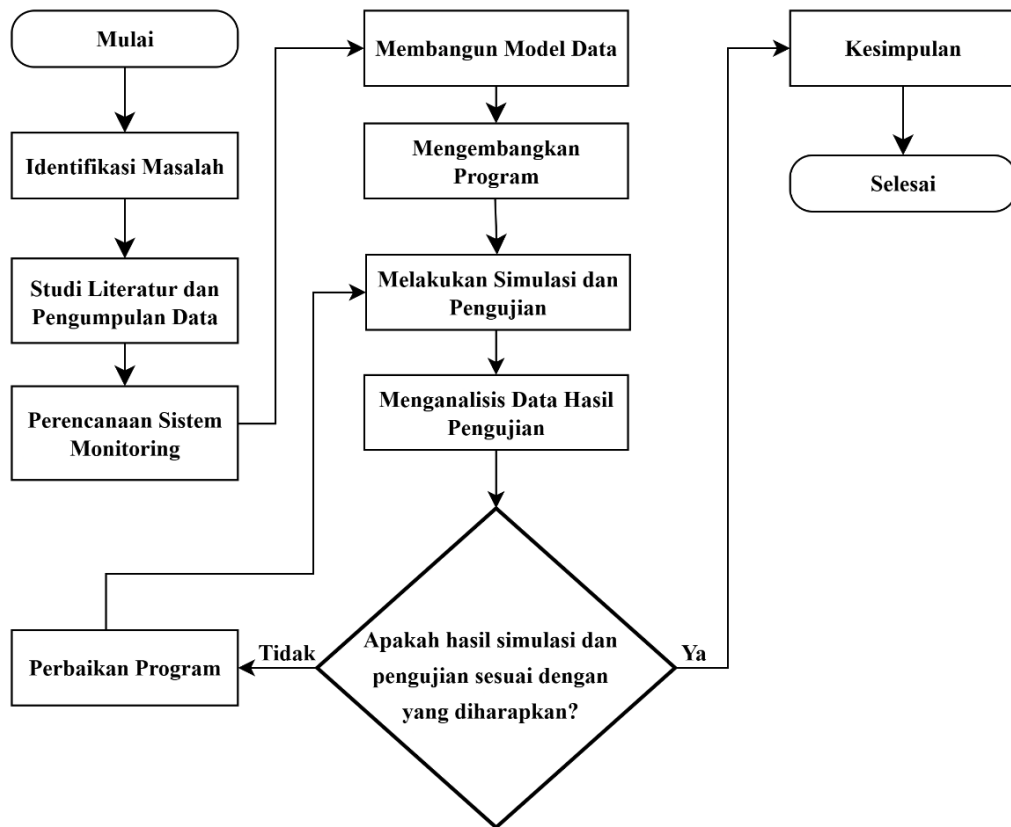 Mulai
Identifikasi Masalah
Studi Literatur dan
Pengumpulan Data
Perencanaan Sistem
Monitoring
Membangun Model Data
Mengembangkan
Program
Melakukan Simulasi dan
Pengujian
Menganalisis Data Hasil
Pengujian
Apakah hasil simulasi dan
pengujian sesuai dengan
yang diharapkan?
Tidak
Perbaikan Program
Ya
Kesimpulan
Selesai